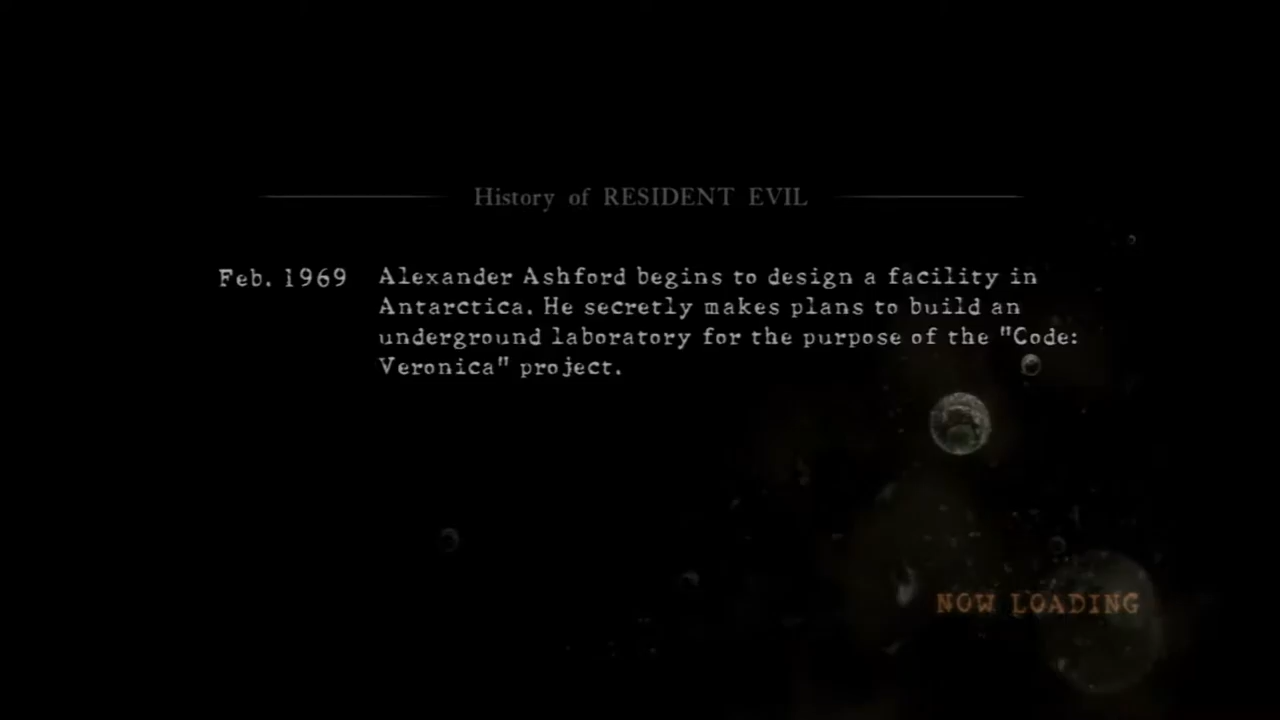 History of RESIDENT EVIL
Feb. 1969 Alexander Ashford begins to design a facility in
Antarctica. He secretly makes plans to build an
underground laboratory for the purpose of the "Code:
Veronica" project.
NOW LOADING